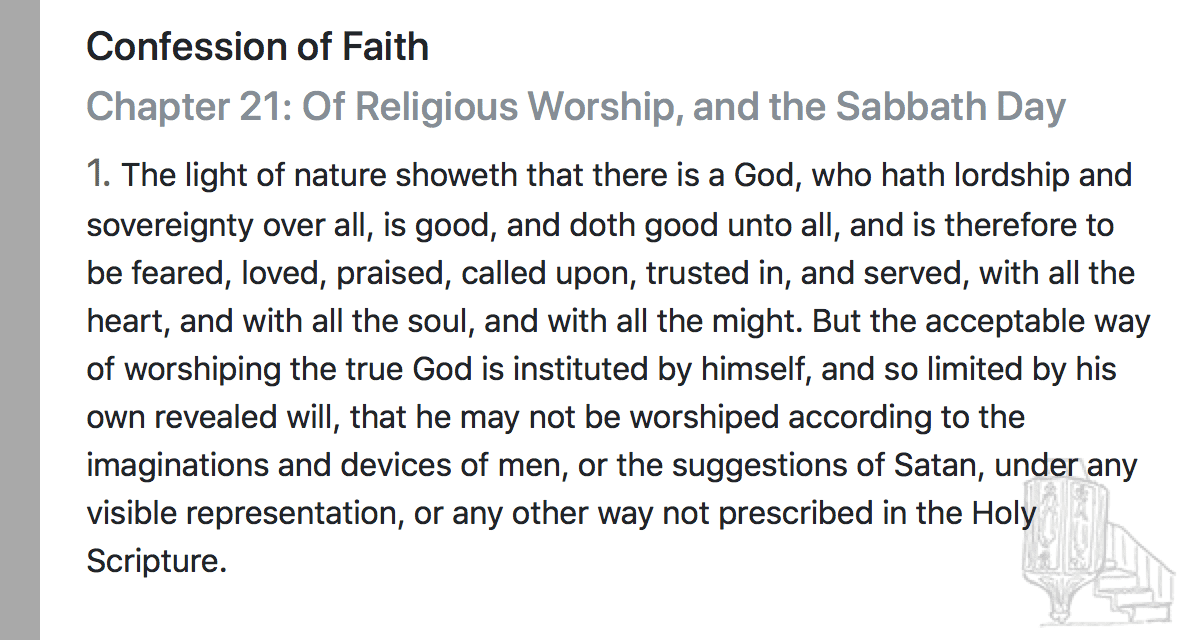 Confession of Faith
Chapter 21: Of Religious Worship, and the Sabbath Day
1. The light of nature showeth that there is a God, who hath lordship and
sovereignty over all, is good, and doth good unto all, and is therefore to
be feared, loved, praised, called upon, trusted in, and served, with all the
heart, and with all the soul, and with all the might. But the acceptable way
of worshiping the true God is instituted by himself, and so limited by his
own revealed will, that he may not be worshiped according to the
imaginations and devices of men, or the suggestions of Satan, under any
visible representation, or any other way not prescribed in the Holy
Scripture.